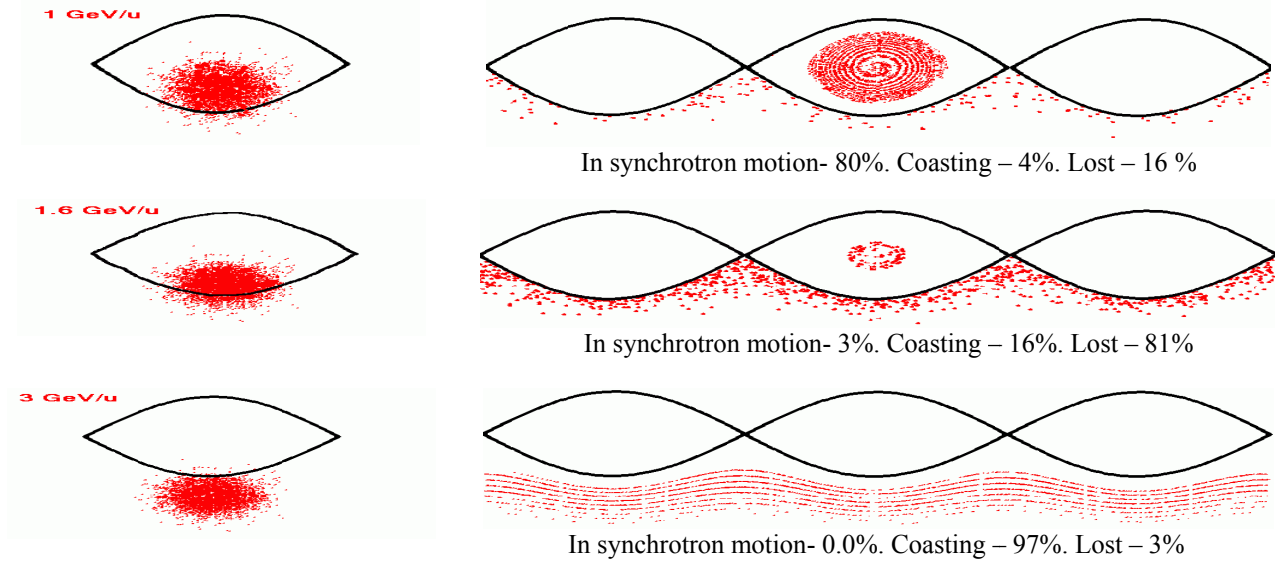 1 GeV/u
In synchrotron motion- 80%. Coasting – 4%. Lost – 16 %
1.6 GeV/u
In synchrotron motion- 3%. Coasting – 16%. Lost – 81%
3 GeV/u
In synchrotron motion- 0.0%. Coasting – 97%. Lost – 3%